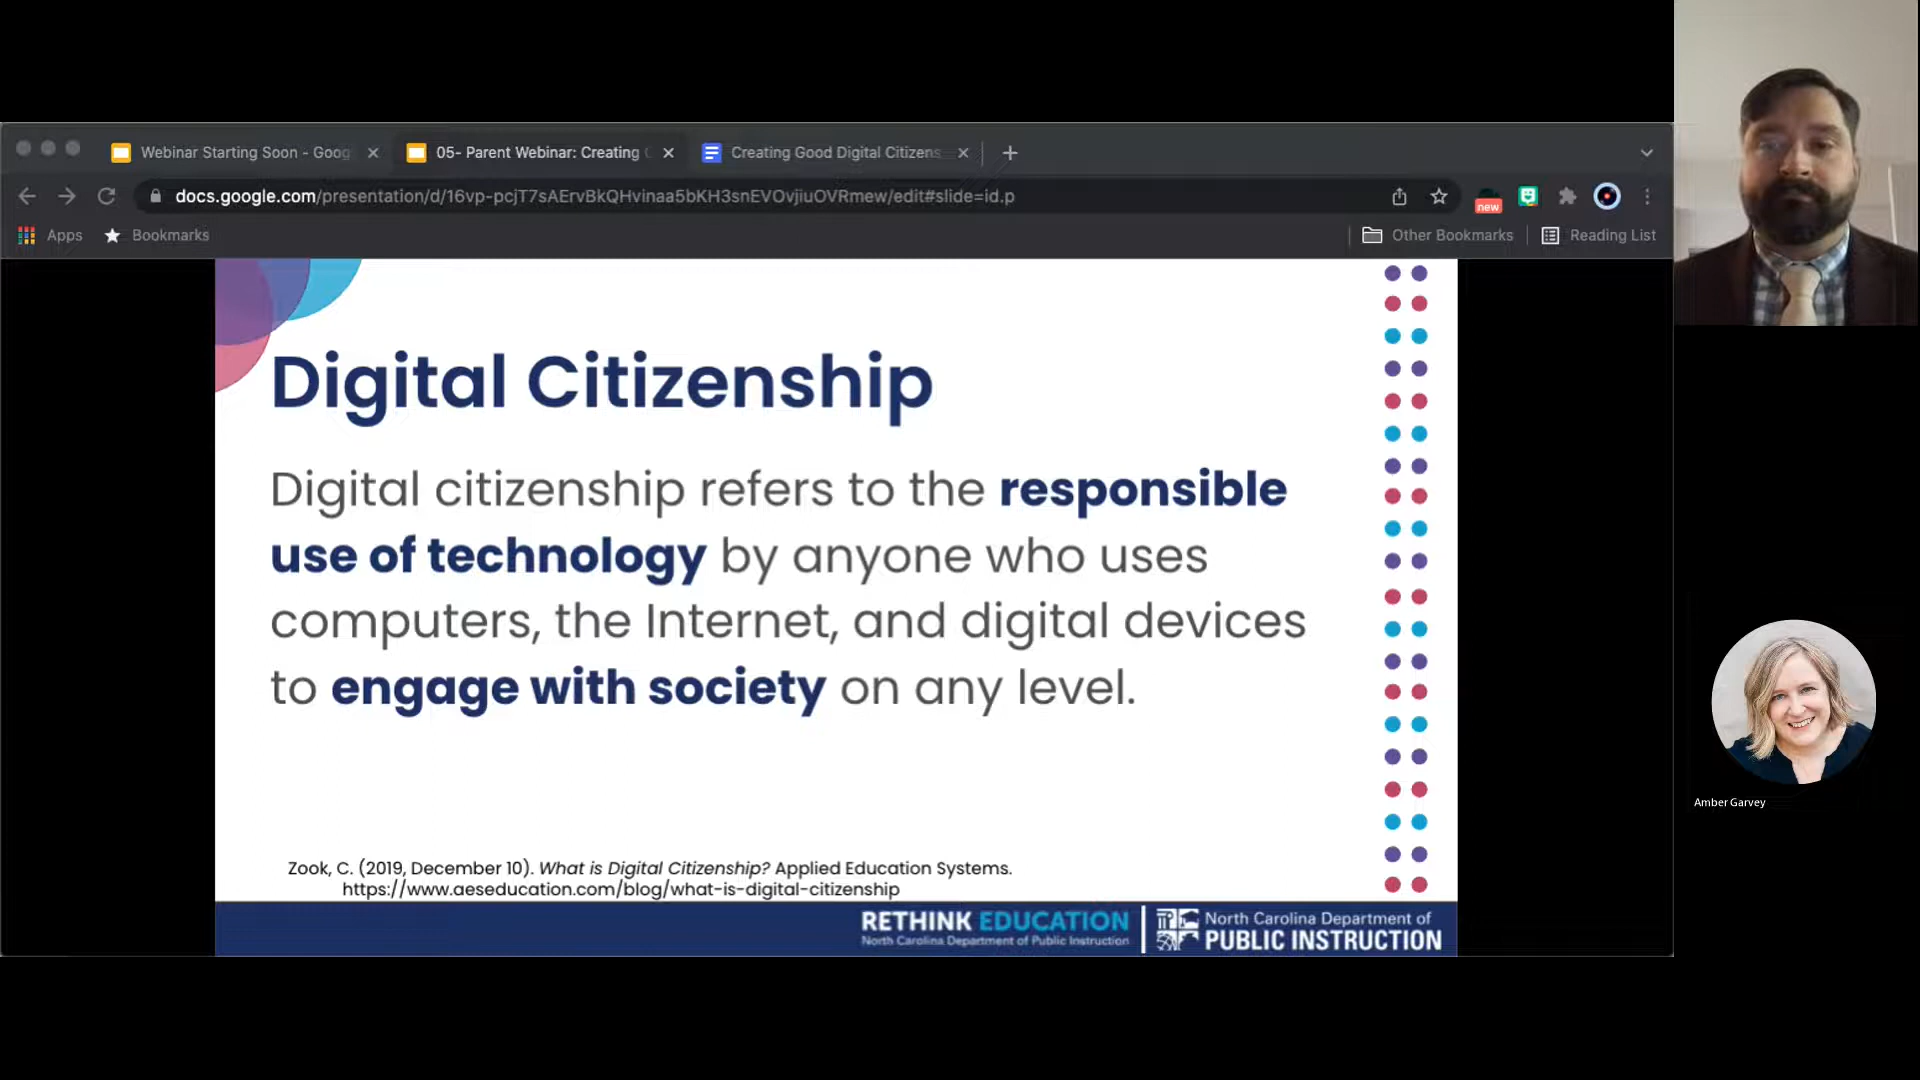 Webinar Starting Soon - Goog
05- Parent Webinar: Creating
Creating Good Digital Citizens
docs.google.com/presentation/d/16vp-pcjT7sAErvBkQHvinaa5bKH3snEVOvjiuOVRmew/edit#slide=id.p
new
Apps
Bookmarks
Other Bookmarks
Reading List
Digital Citizenship
Digital citizenship refers to the responsible
use of technology by anyone who uses
computers, the Internet, and digital devices
to engage with society on any level.
Zook, C. (2019, December 10). What is Digital Citizenship? Applied Education Systems.
https://www.aeseducation.com/blog/what-is-digital-citizenship
RETHINK EDUCATION
North Carolina Department of Public Instruction
North Carolina Department of
PUBLIC INSTRUCTION
Amber Garvey